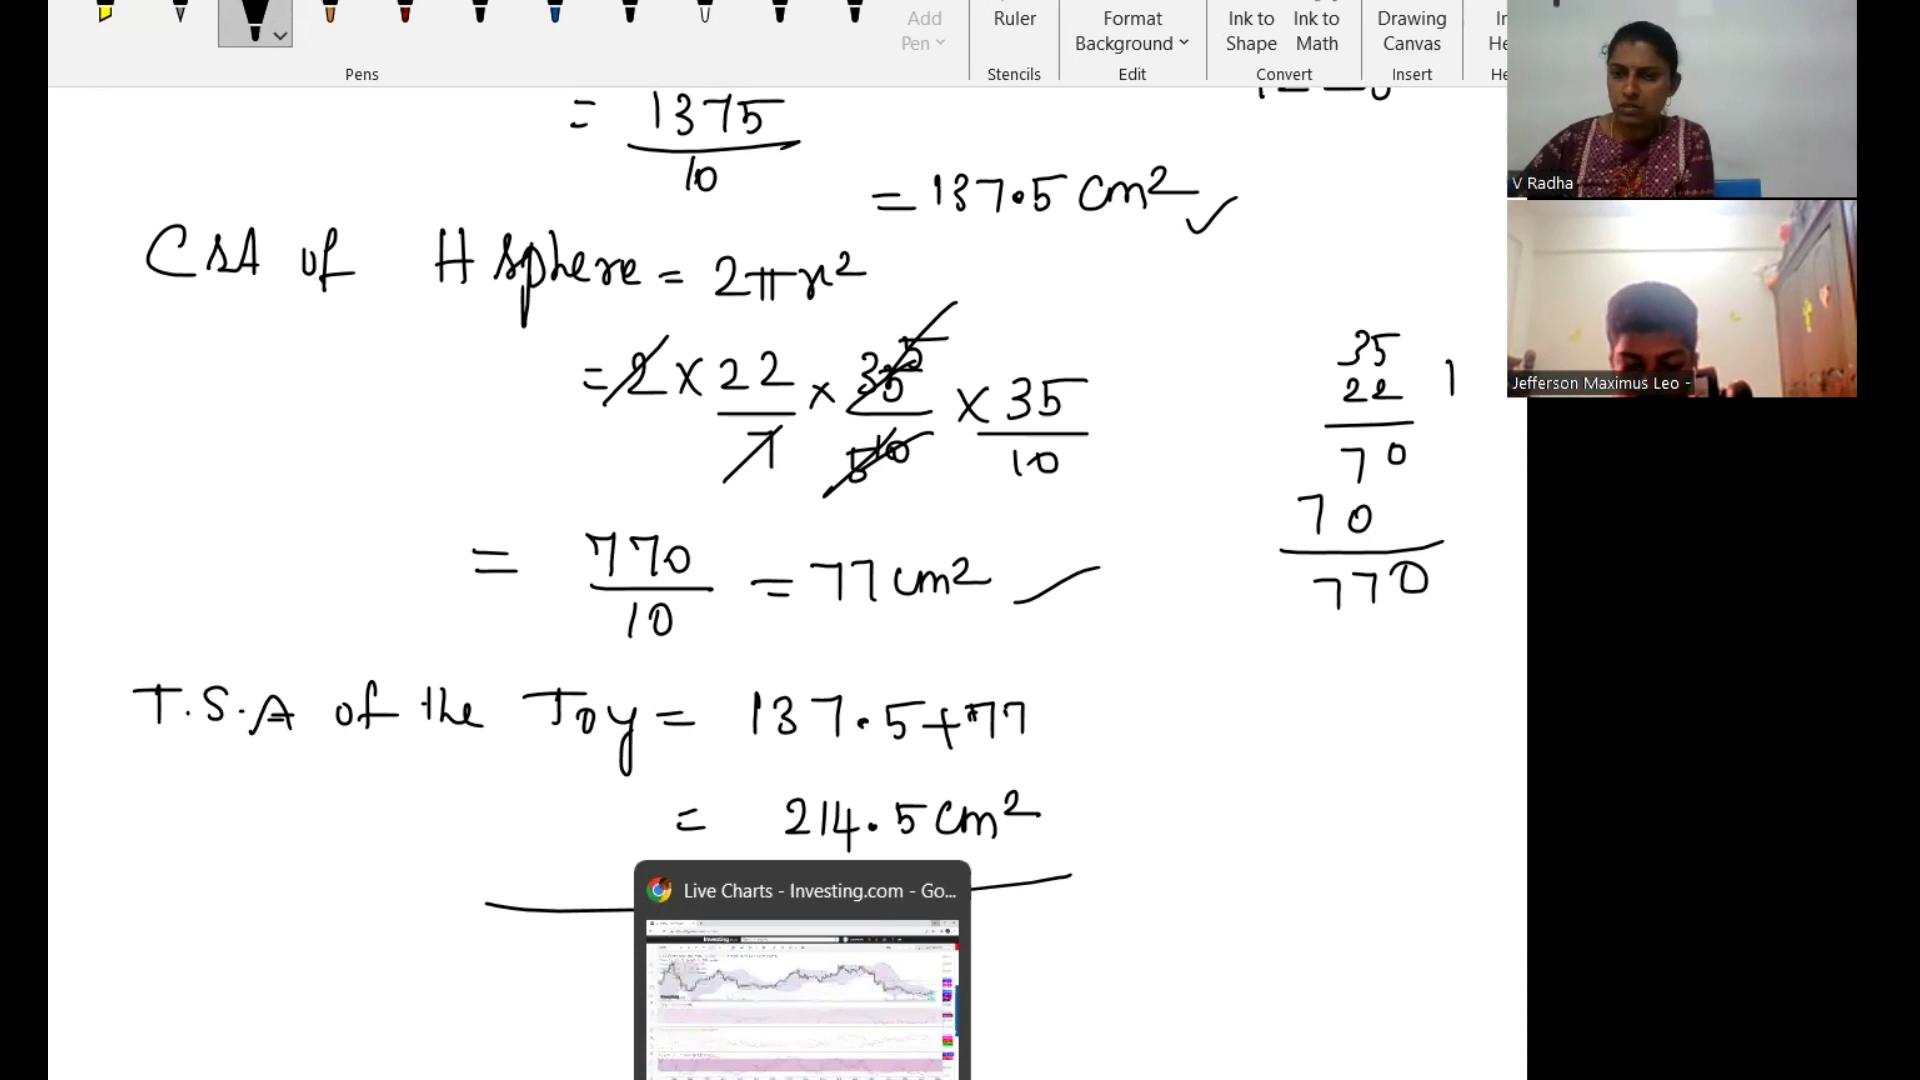 Add Pen
Ruler
Format Background
Ink to Shape
Ink to Math
Drawing Canvas
Pens
Stencils
Edit
Convert
Insert
= 1375/10
= 137.5 cm2
CSA of H sphere = 2πr2
= 2 x 22/7 x 35/10 x 35/10
35
22
70
70
770
= 770/10 = 77 cm2
T.S.A of the Toy = 137.5 + 77
= 214.5 cm2
Live Charts - Investing.com - Go...
V Radha
Jefferson Maximus Leo -